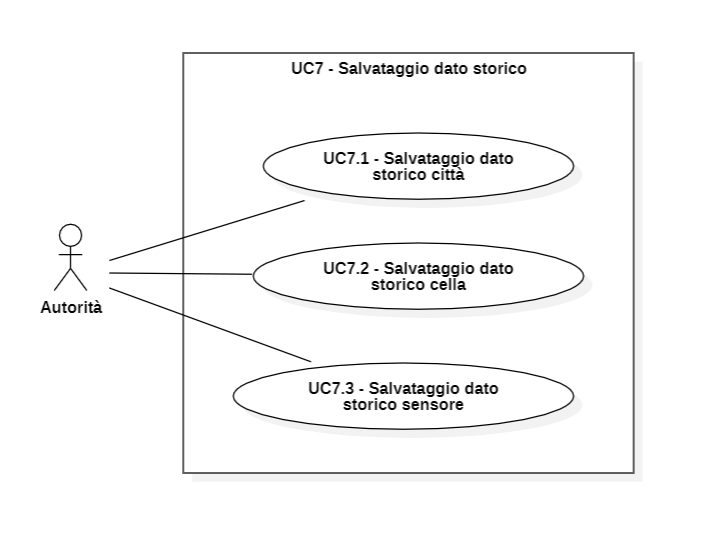 UC7 - Salvataggio dato storico
UC7.1 - Salvataggio dato
storico città
UC7.2 - Salvataggio dato
storico cella
Autorità
UC7.3 - Salvataggio dato
storico sensore